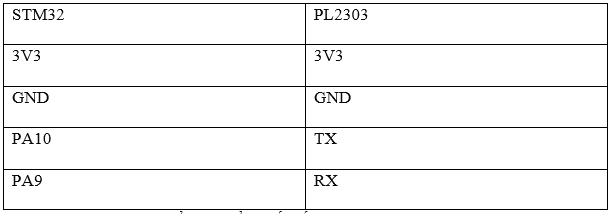 STM32 PL2303
3V3 3V3
GND GND
PA10 TX
PA9 RX